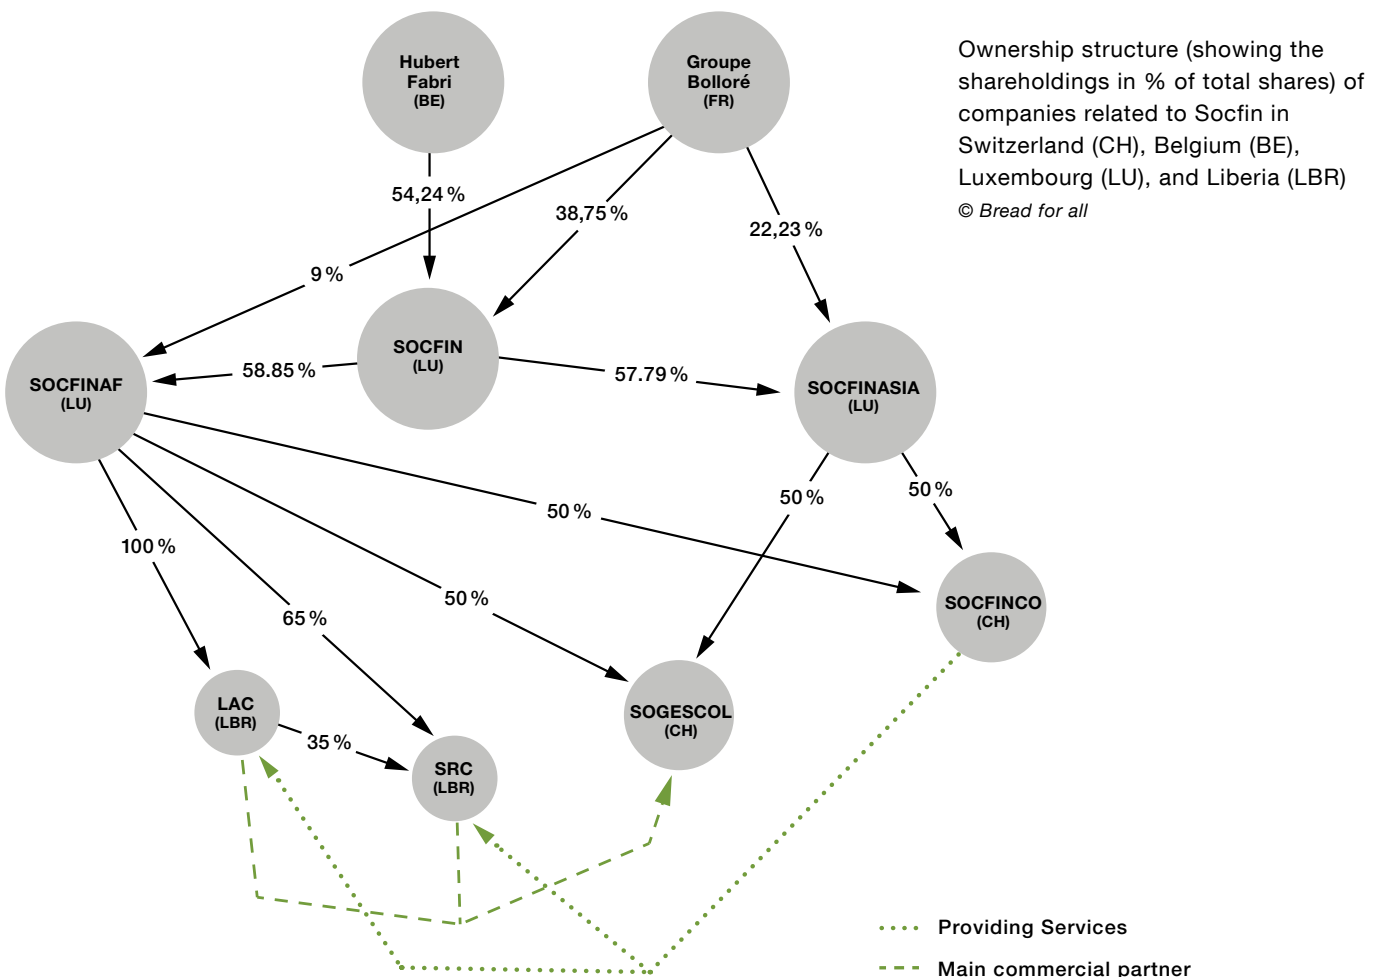 Hubert
Fabri
(BE)
Groupe
Bolloré
(FR)
Ownership structure (showing the
shareholdings in % of total shares) of
companies related to Socfin in
Switzerland (CH), Belgium (BE),
Luxembourg (LU), and Liberia (LBR)
© Bread for all
54,24 %
38,75 %
22,23 %
9 %
SOCFIN
(LU)
SOCFINAF
(LU)
58.85 %
57.79 %
SOCFINASIA
(LU)
50 %
50 %
50 %
100 %
50 %
65 %
SOCFINCO
(CH)
LAC
(LBR)
SOGESCOL
(CH)
35 %
SRC
(LBR)
Providing Services
Main commercial partner